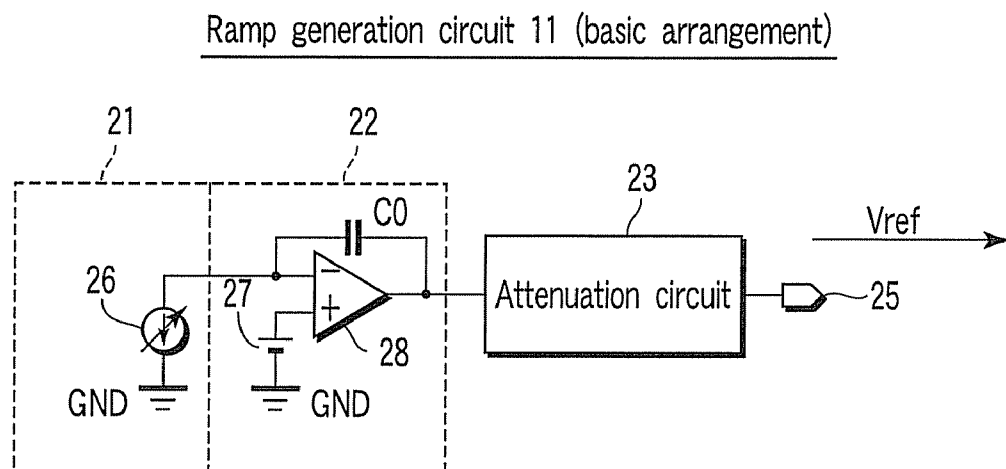 Ramp generation circuit 11 (basic arrangement)
21
22
23
C0
Vref
26
27
−
+
28
Attenuation circuit
25
GND
GND